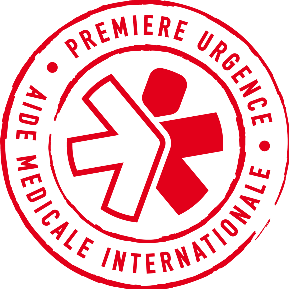 PREMIERE URGENCE
AIDE MEDICALE INTERNATIONALE